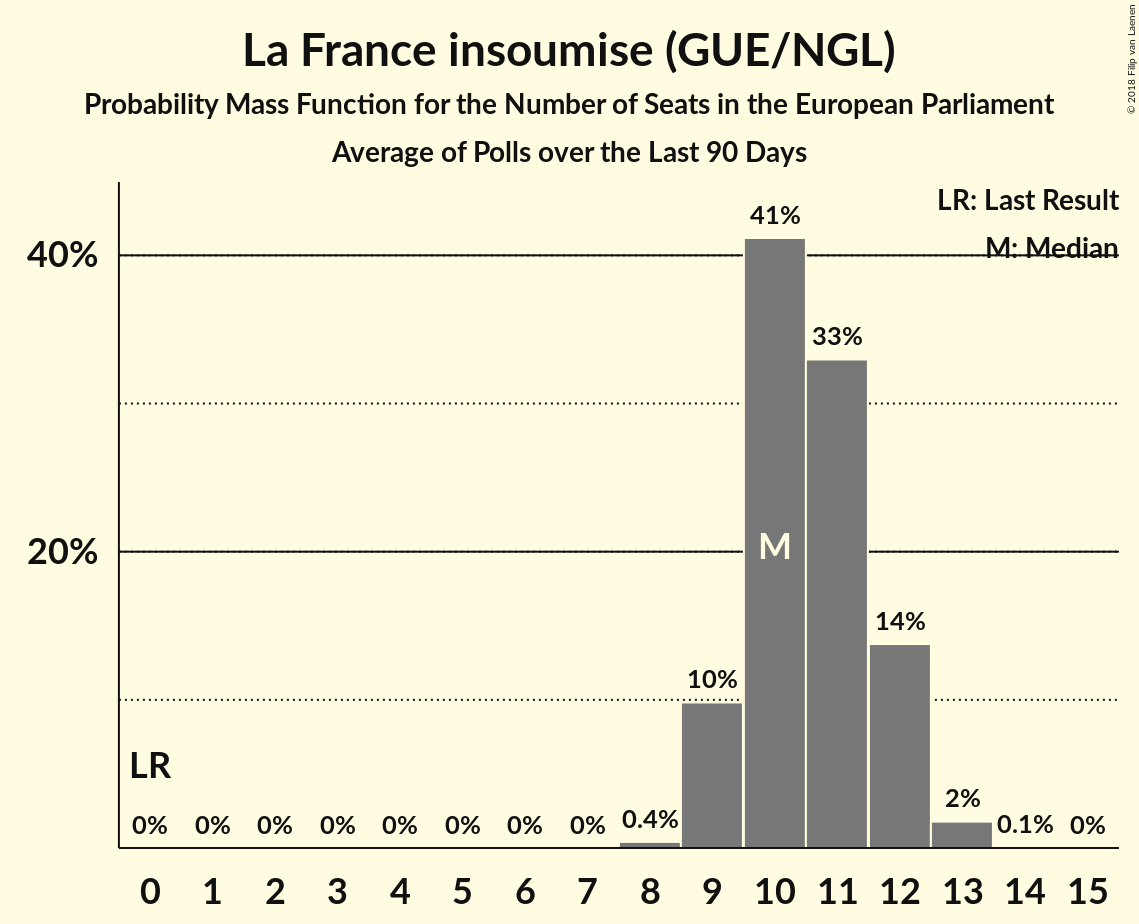 La France insoumise (GUE/NGL)
Probability Mass Function for the Number of Seats in the European Parliament
Average of Polls over the Last 90 Days
© 2018 Filip van Laenen
LR: Last Result
M: Median
40%
20%
41%
33%
M
14%
10%
LR
0% 0% 0% 0% 0% 0% 0% 0% 0.4% 2% 0.1% 0%
0 1 2 3 4 5 6 7 8 9 10 11 12 13 14 15